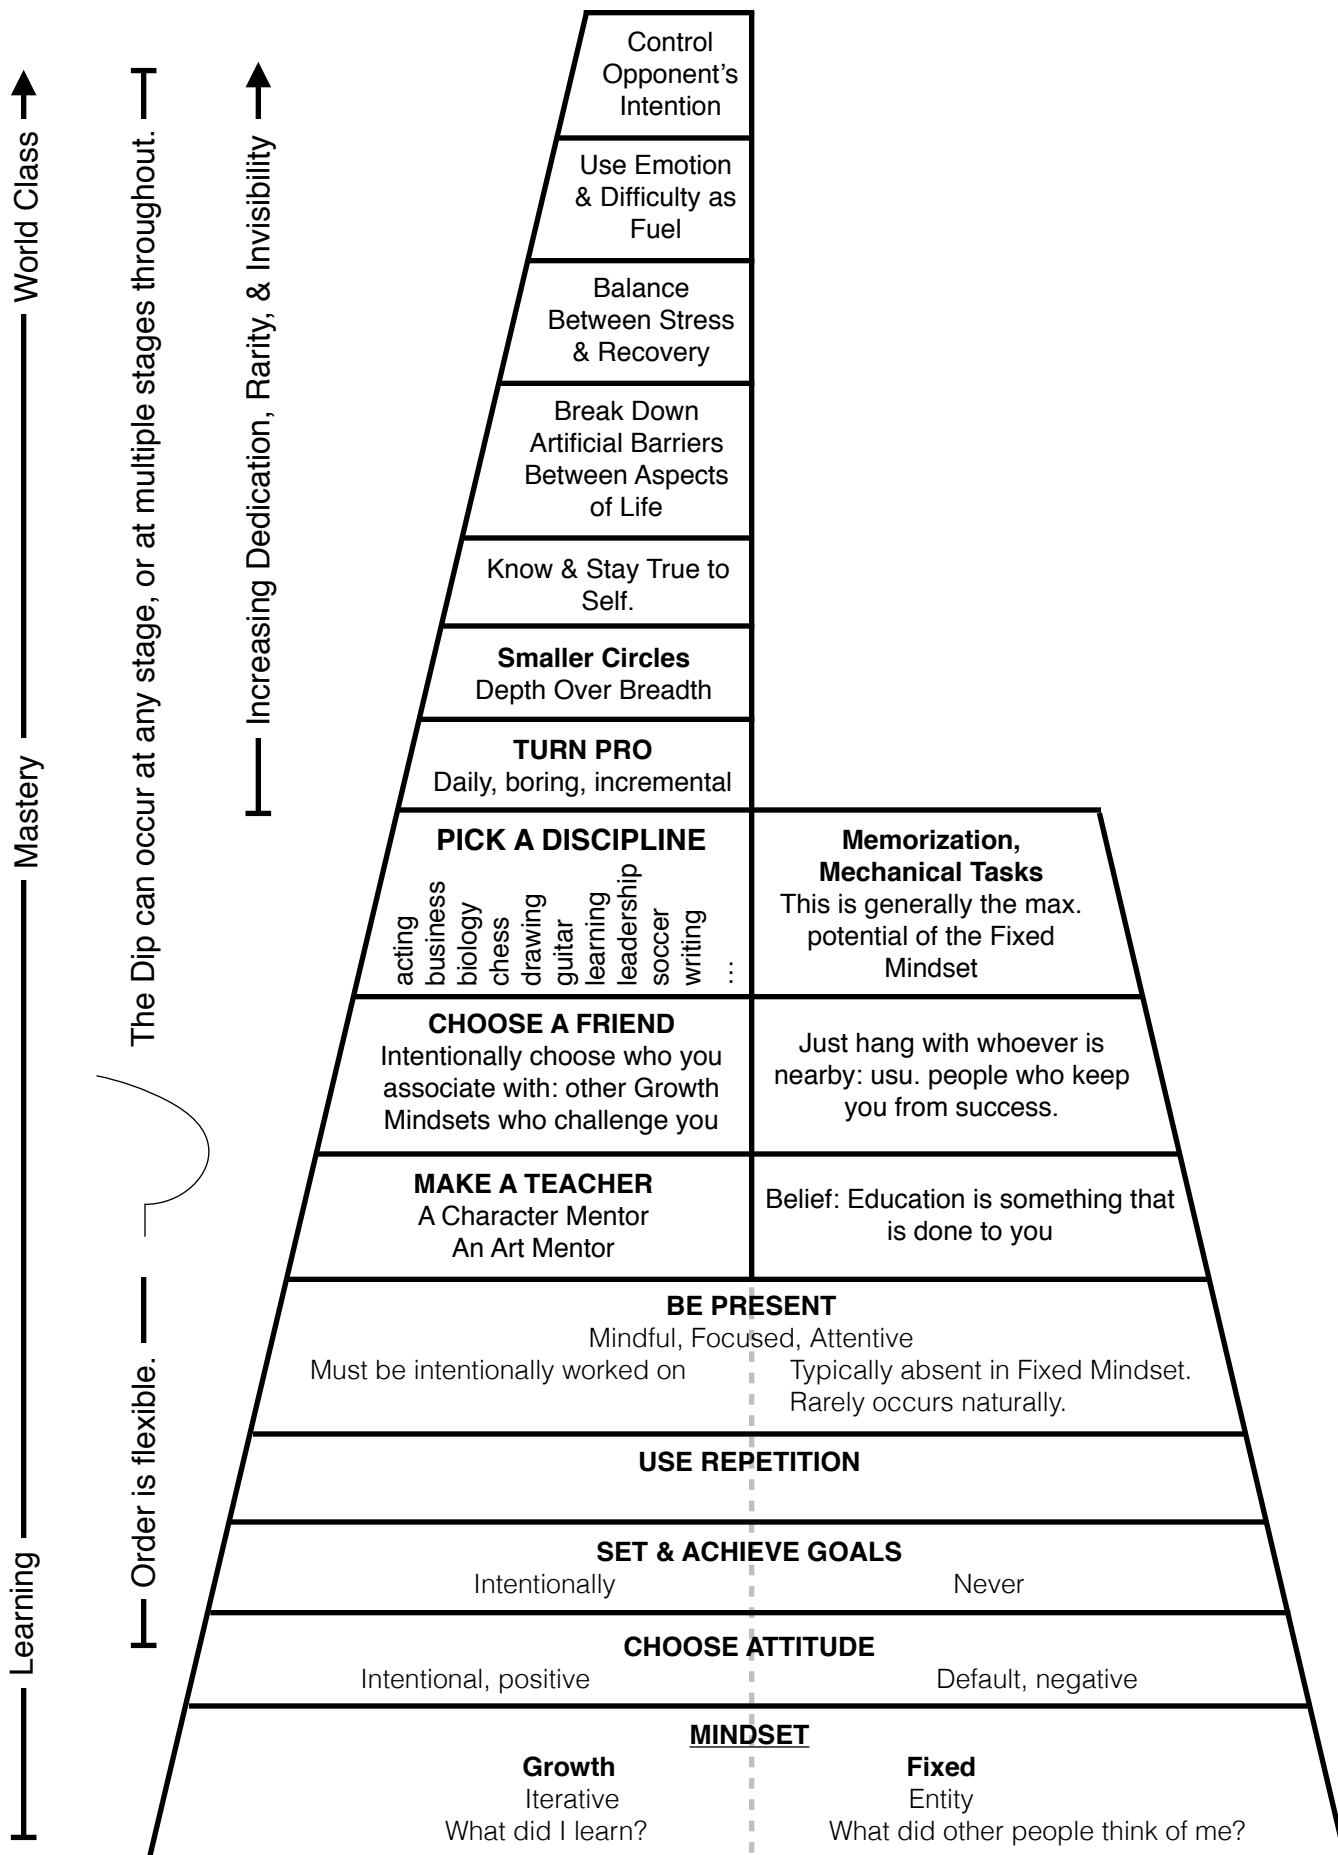 Control
Opponent's
Intention
Use Emotion
& Difficulty as
Fuel
Balance
Between Stress
& Recovery
Break Down
Artificial Barriers
Between Aspects
of Life
Know & Stay True to
Self.
Smaller Circles
Depth Over Breadth
TURN PRO
Daily, boring, incremental
PICK A DISCIPLINE
acting
business
biology
chess
drawing
guitar
learning
leadership
soccer
writing
…
Memorization,
Mechanical Tasks
This is generally the max.
potential of the Fixed
Mindset
CHOOSE A FRIEND
Intentionally choose who you
associate with: other Growth
Mindsets who challenge you
Just hang with whoever is
nearby: usu. people who keep
you from success.
MAKE A TEACHER
A Character Mentor
An Art Mentor
Belief: Education is something that
is done to you
BE PRESENT
Mindful, Focused, Attentive
Must be intentionally worked on
Typically absent in Fixed Mindset.
Rarely occurs naturally.
USE REPETITION
SET & ACHIEVE GOALS
Intentionally
Never
CHOOSE ATTITUDE
Intentional, positive
Default, negative
MINDSET
Growth
Iterative
What did I learn?
Fixed
Entity
What did other people think of me?
Learning
Mastery
World Class
Order is flexible.
The Dip can occur at any stage, or at multiple stages throughout.
Increasing Dedication, Rarity, & Invisibility